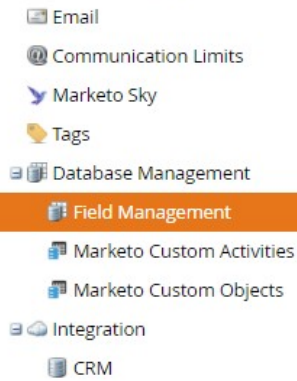 Email
Communication Limits
Marketo Sky
Tags
Database Management
Field Management
Marketo Custom Activities
Marketo Custom Objects
Integration
CRM